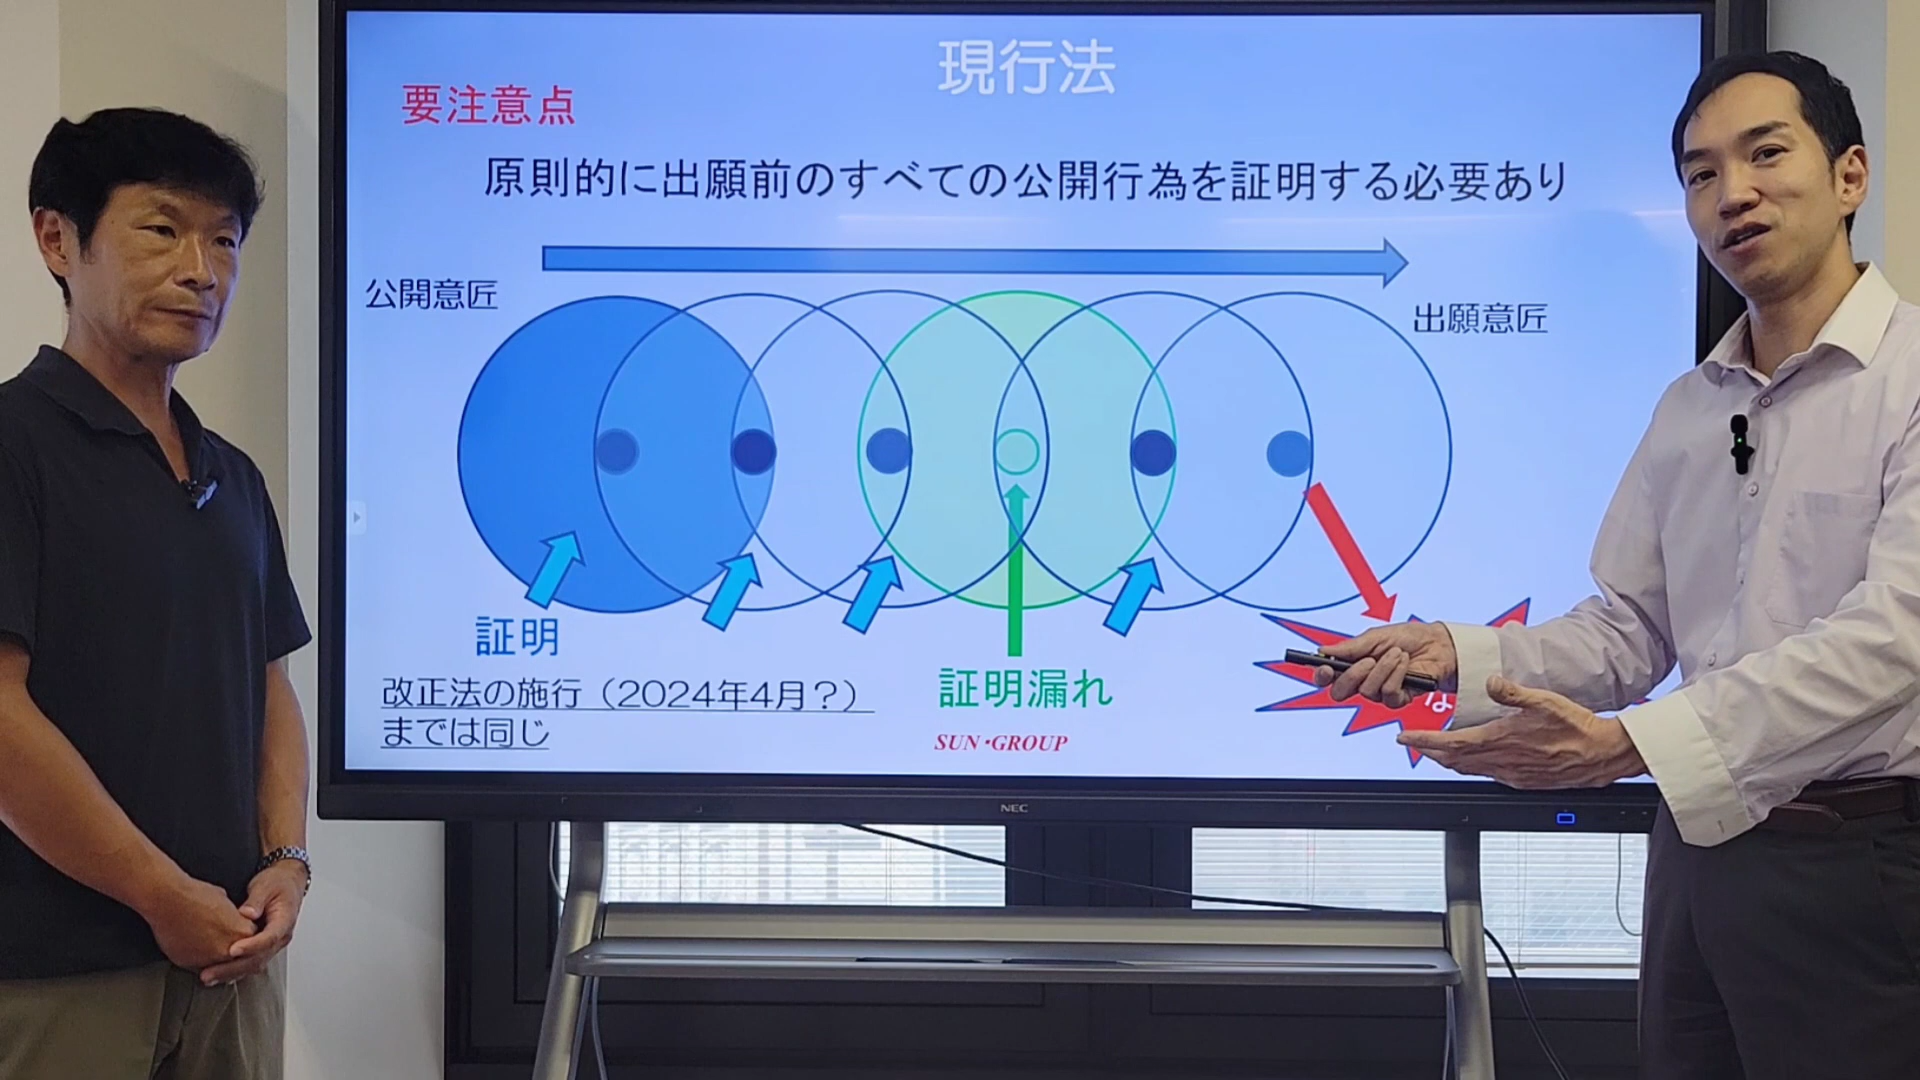 現行法
要注意点
原則的に出願前のすべての公開行為を証明する必要あり
公開意匠
出願意匠
証明
証明漏れ
改正法の施行（2024年4月？）
までは同じ
SUN・GROUP
な
NEC